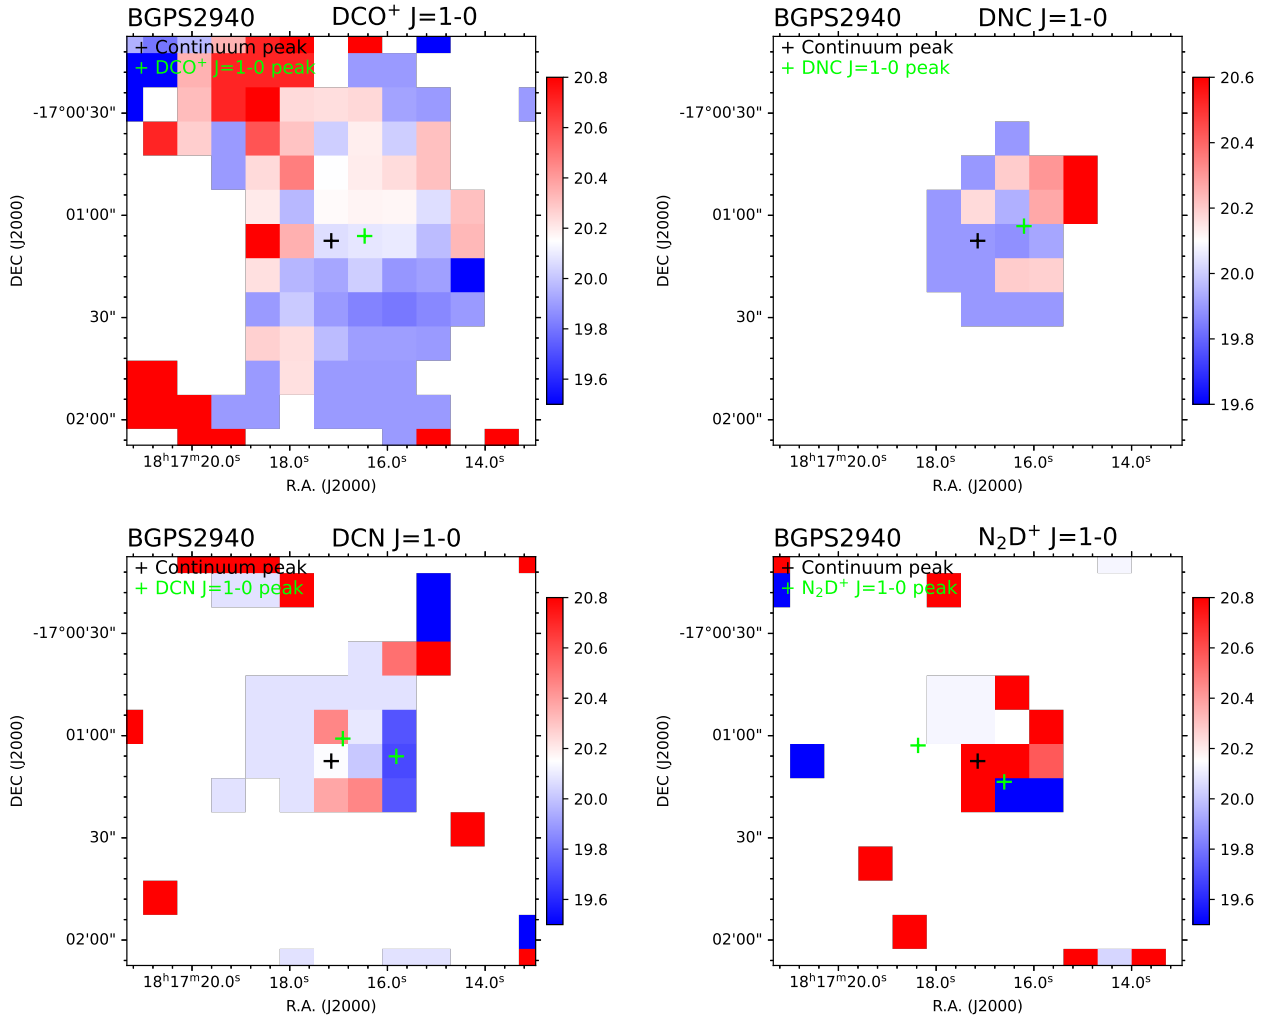 BGPS2940 DCO⁺ J=1-0
+ Continuum peak
+ DCO⁺ J=1-0 peak
-17°00'30"
01'00"
30"
02'00"
DEC (J2000)
18ʰ17ᵐ20.0ˢ 18.0ˢ 16.0ˢ 14.0ˢ
R.A. (J2000)
20.8
20.6
20.4
20.2
20.0
19.8
19.6
BGPS2940 DNC J=1-0
+ Continuum peak
+ DNC J=1-0 peak
-17°00'30"
01'00"
30"
02'00"
DEC (J2000)
18ʰ17ᵐ20.0ˢ 18.0ˢ 16.0ˢ 14.0ˢ
R.A. (J2000)
20.6
20.4
20.2
20.0
19.8
19.6
BGPS2940 DCN J=1-0
+ Continuum peak
+ DCN J=1-0 peak
-17°00'30"
01'00"
30"
02'00"
DEC (J2000)
18ʰ17ᵐ20.0ˢ 18.0ˢ 16.0ˢ 14.0ˢ
R.A. (J2000)
20.8
20.6
20.4
20.2
20.0
19.8
19.6
BGPS2940 N₂D⁺ J=1-0
+ Continuum peak
+ N₂D⁺ J=1-0 peak
-17°00'30"
01'00"
30"
02'00"
DEC (J2000)
18ʰ17ᵐ20.0ˢ 18.0ˢ 16.0ˢ 14.0ˢ
R.A. (J2000)
20.8
20.6
20.4
20.2
20.0
19.8
19.6